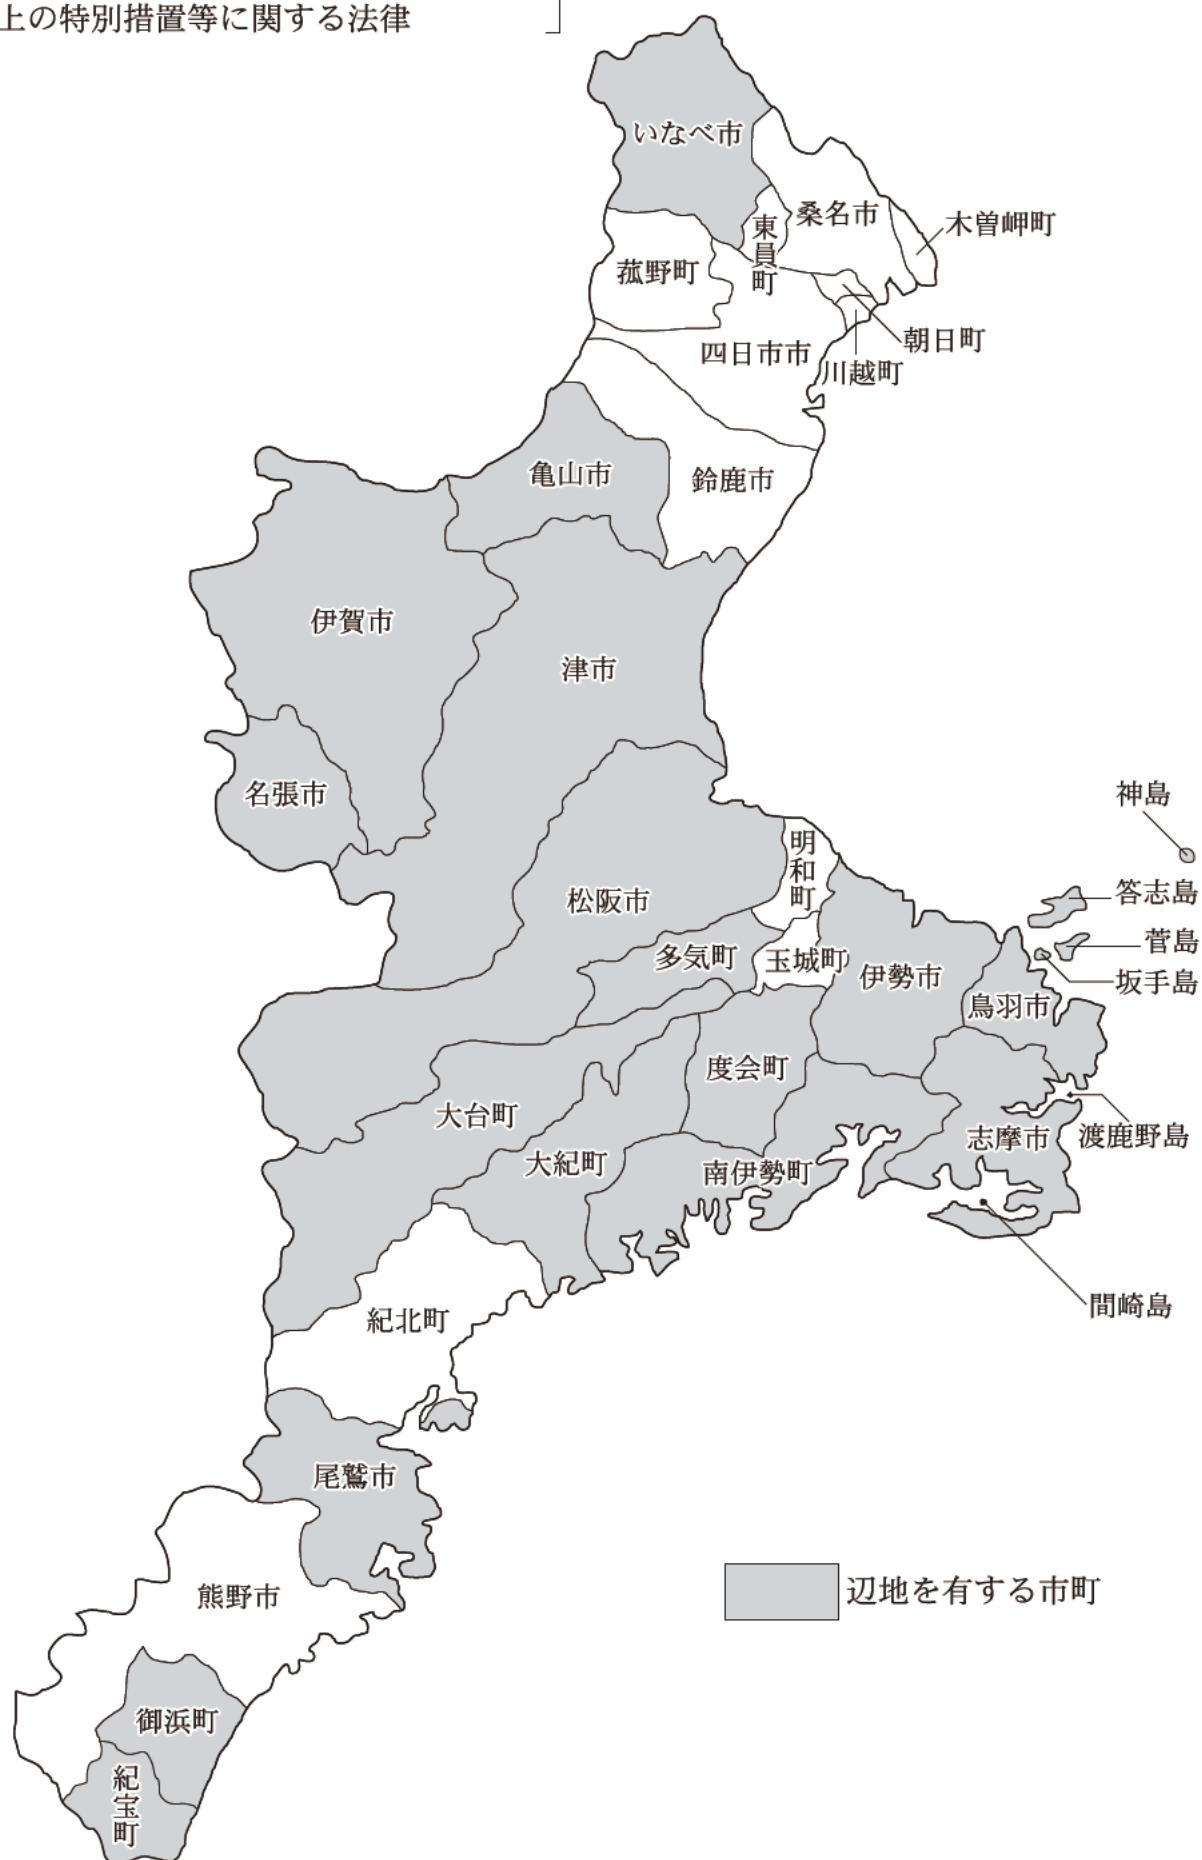 上の特別措置等に関する法律
いなべ市
桑名市
東員町
木曽岬町
菰野町
朝日町
四日市市
川越町
亀山市
鈴鹿市
伊賀市
津市
名張市
神島
明和町
答志島
松阪市
菅島
多気町
玉城町
伊勢市
坂手島
鳥羽市
度会町
大台町
志摩市
渡鹿野島
大紀町
南伊勢町
間崎島
紀北町
尾鷲市
辺地を有する市町
熊野市
御浜町
紀宝町